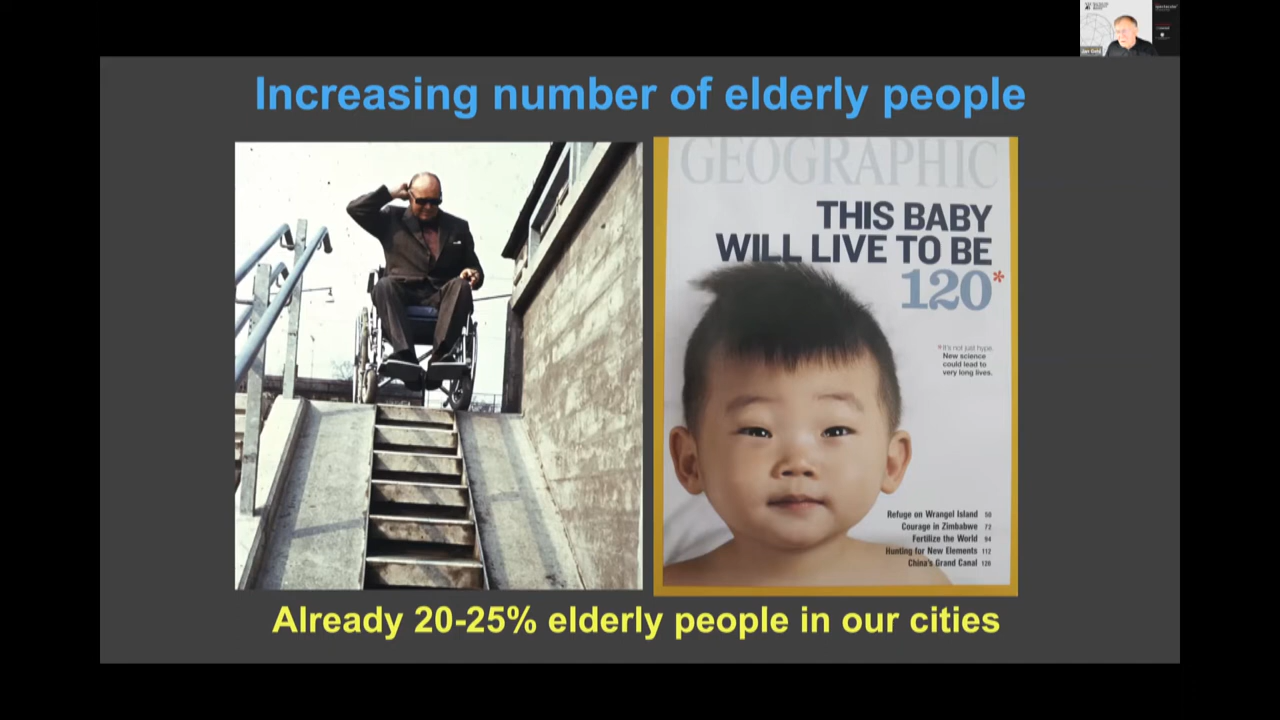 Increasing number of elderly people
GEOGRAPHIC
THIS BABY
WILL LIVE TO BE
120*
*It's not just hype.
New science
could lead to
very long lives.
Refuge on Wrangel Island 50
Courage in Zimbabwe 72
Fertilize the World 94
Hunting for New Elements 112
China's Grand Canal 120
Already 20-25% elderly people in our cities